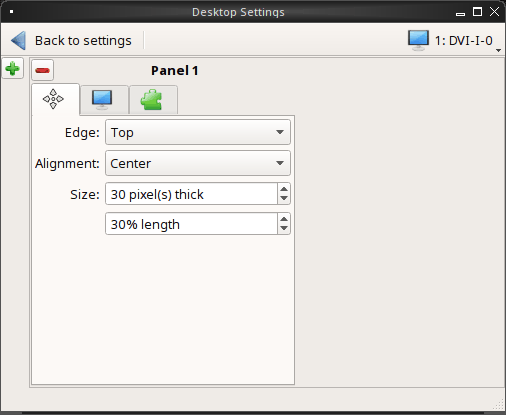 Desktop Settings
Back to settings
1: DVI-I-0
Panel 1
Edge: Top
Alignment: Center
Size: 30 pixel(s) thick
30% length